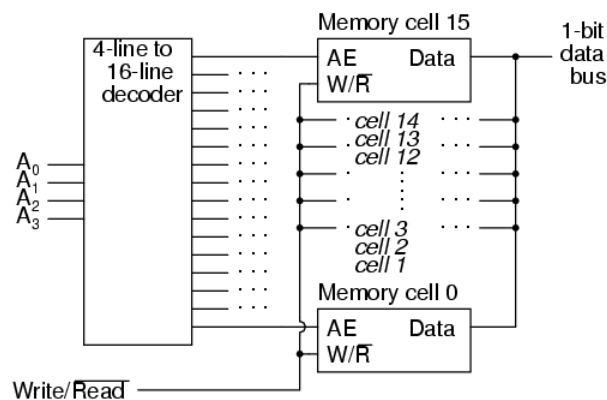 Memory cell 15
1-bit
data
bus
4-line to
16-line
decoder
AE Data
W/R̅
cell 14
cell 13
cell 12
A₀
A₁
A₂
A₃
cell 3
cell 2
cell 1
Memory cell 0
AE Data
W/R̅
Write/R̅e̅a̅d̅